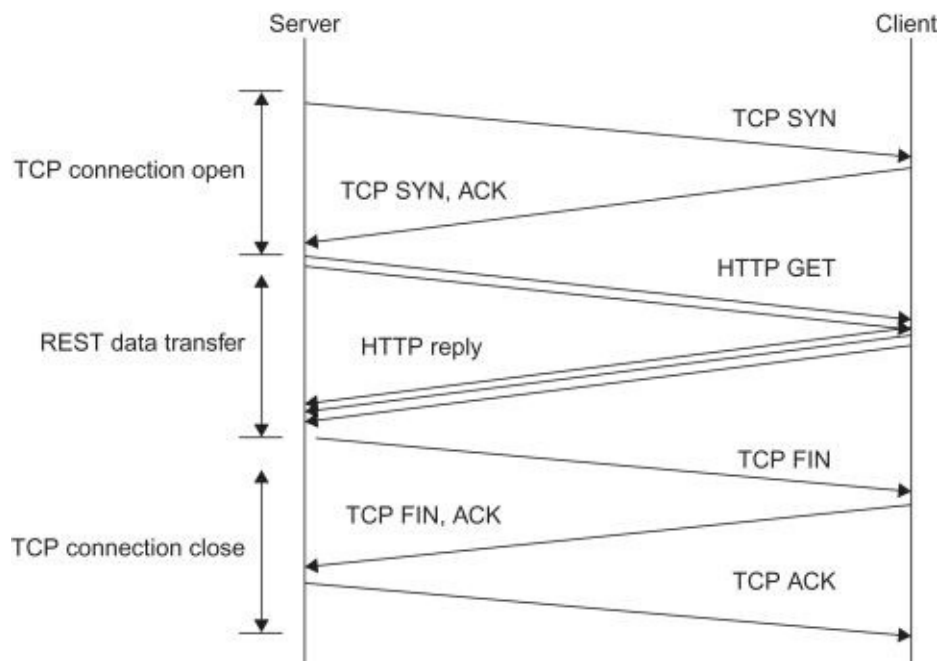 Server
Client
TCP SYN
TCP connection open
TCP SYN, ACK
HTTP GET
REST data transfer
HTTP reply
TCP FIN
TCP FIN, ACK
TCP connection close
TCP ACK